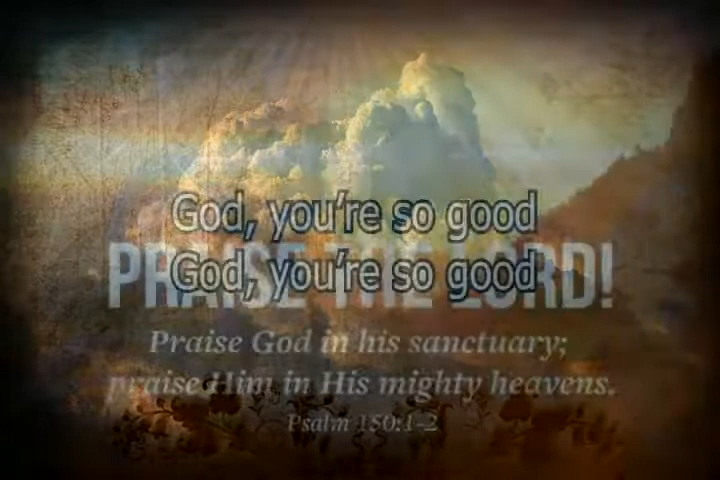 God, you're so good
PRAISE THE LORD!
God, you're so good
Praise God in his sanctuary;
praise Him in His mighty heavens.
Psalm 150:1-2